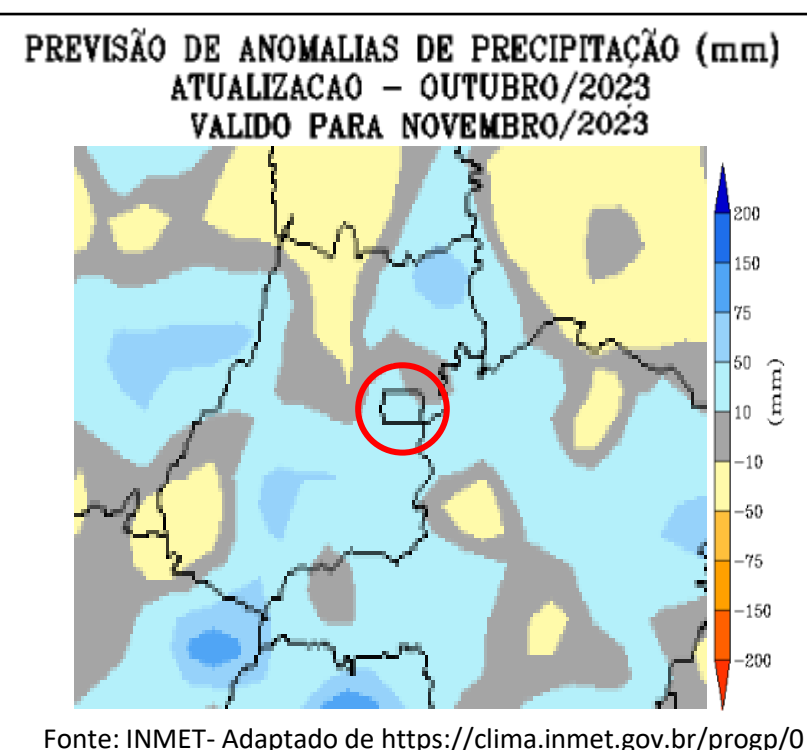 PREVISÃO DE ANOMALIAS DE PRECIPITAÇÃO (mm)
ATUALIZACAO – OUTUBRO/2023
VALIDO PARA NOVEMBRO/2023
200
150
75
50
10
−10
−50
−75
−150
−200
(mm)
Fonte: INMET- Adaptado de https://clima.inmet.gov.br/progp/0